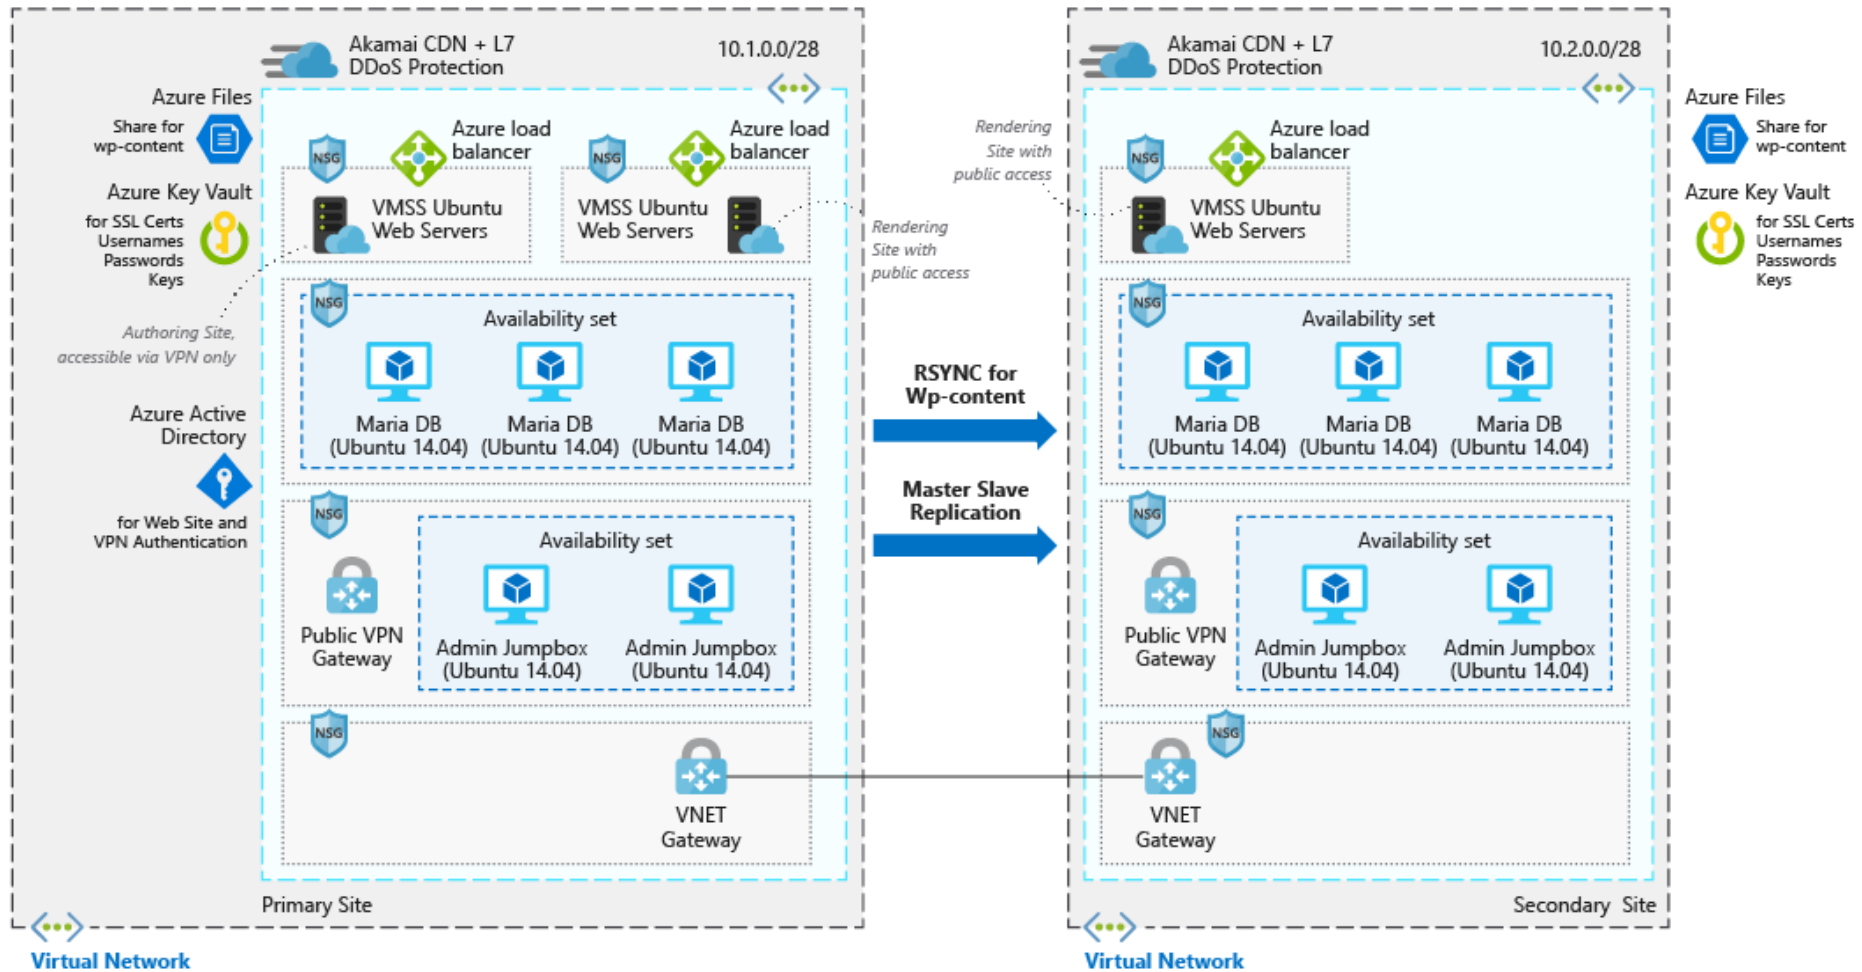 Akamai CDN + L7
DDoS Protection
10.1.0.0/28
Azure Files
Share for
wp-content
Azure Key Vault
for SSL Certs
Usernames
Passwords
Keys
Authoring Site,
accessible via VPN only
Azure Active
Directory
for Web Site and
VPN Authentication
NSG
Azure load
balancer
VMSS Ubuntu
Web Servers
NSG
Azure load
balancer
VMSS Ubuntu
Web Servers
Rendering
Site with
public access
NSG
Availability set
Maria DB
(Ubuntu 14.04)
Maria DB
(Ubuntu 14.04)
Maria DB
(Ubuntu 14.04)
NSG
Availability set
Public VPN
Gateway
Admin Jumpbox
(Ubuntu 14.04)
Admin Jumpbox
(Ubuntu 14.04)
NSG
VNET
Gateway
Primary Site
Virtual Network
RSYNC for
Wp-content
Master Slave
Replication
Akamai CDN + L7
DDoS Protection
10.2.0.0/28
Rendering
Site with
public access
NSG
Azure load
balancer
VMSS Ubuntu
Web Servers
NSG
Availability set
Maria DB
(Ubuntu 14.04)
Maria DB
(Ubuntu 14.04)
Maria DB
(Ubuntu 14.04)
NSG
Availability set
Public VPN
Gateway
Admin Jumpbox
(Ubuntu 14.04)
Admin Jumpbox
(Ubuntu 14.04)
NSG
VNET
Gateway
Secondary Site
Virtual Network
Azure Files
Share for
wp-content
Azure Key Vault
for SSL Certs
Usernames
Passwords
Keys